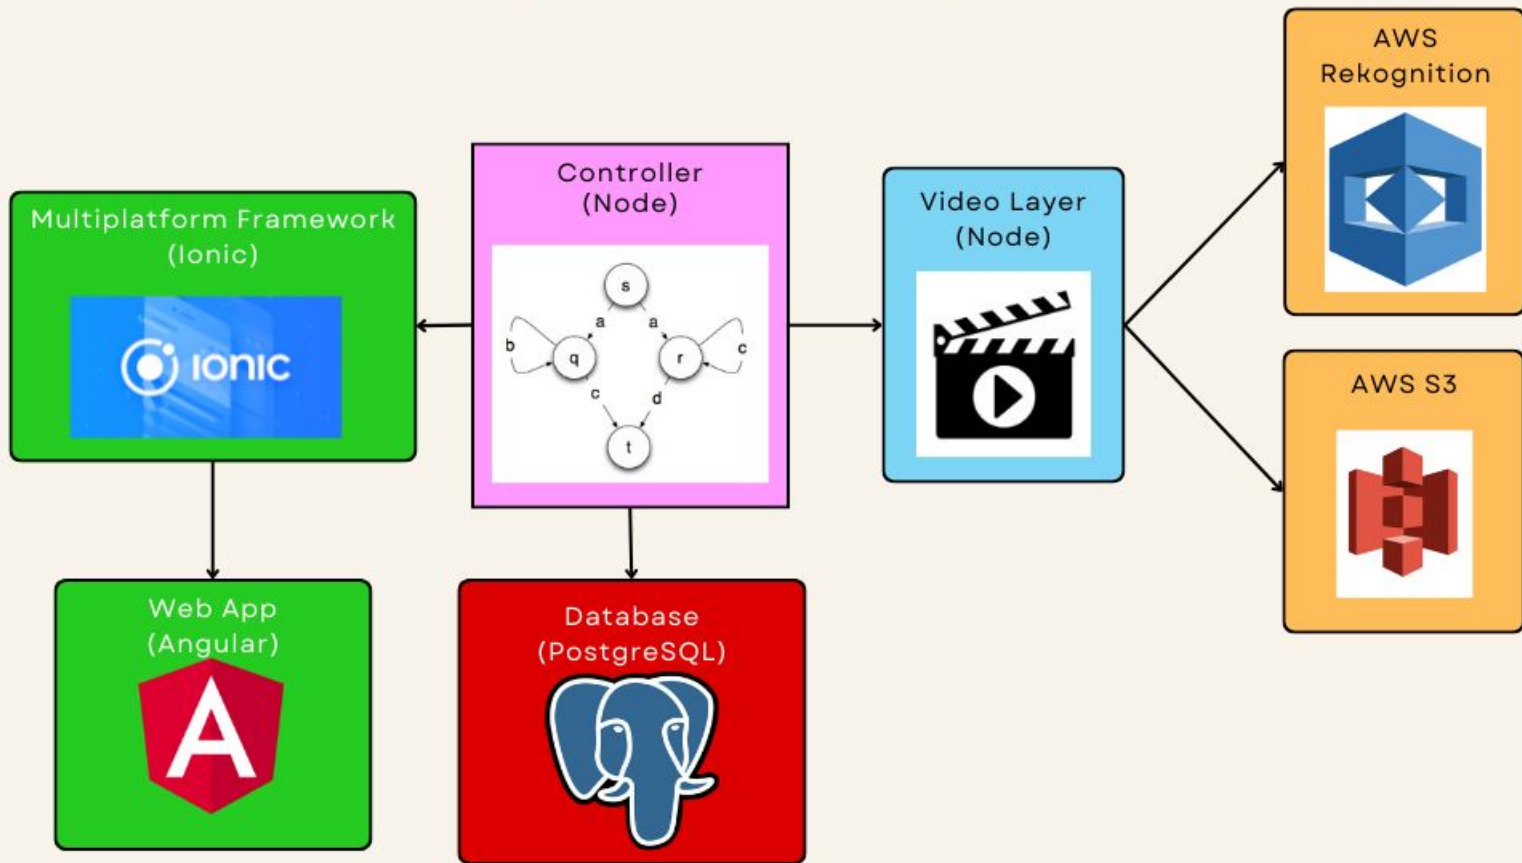 Multiplatform Framework
(Ionic)
IONIC
Web App
(Angular)
A
Controller
(Node)
s
a
a
b
q
r
c
c
d
t
Database
(PostgreSQL)
Video Layer
(Node)
AWS
Rekognition
AWS S3